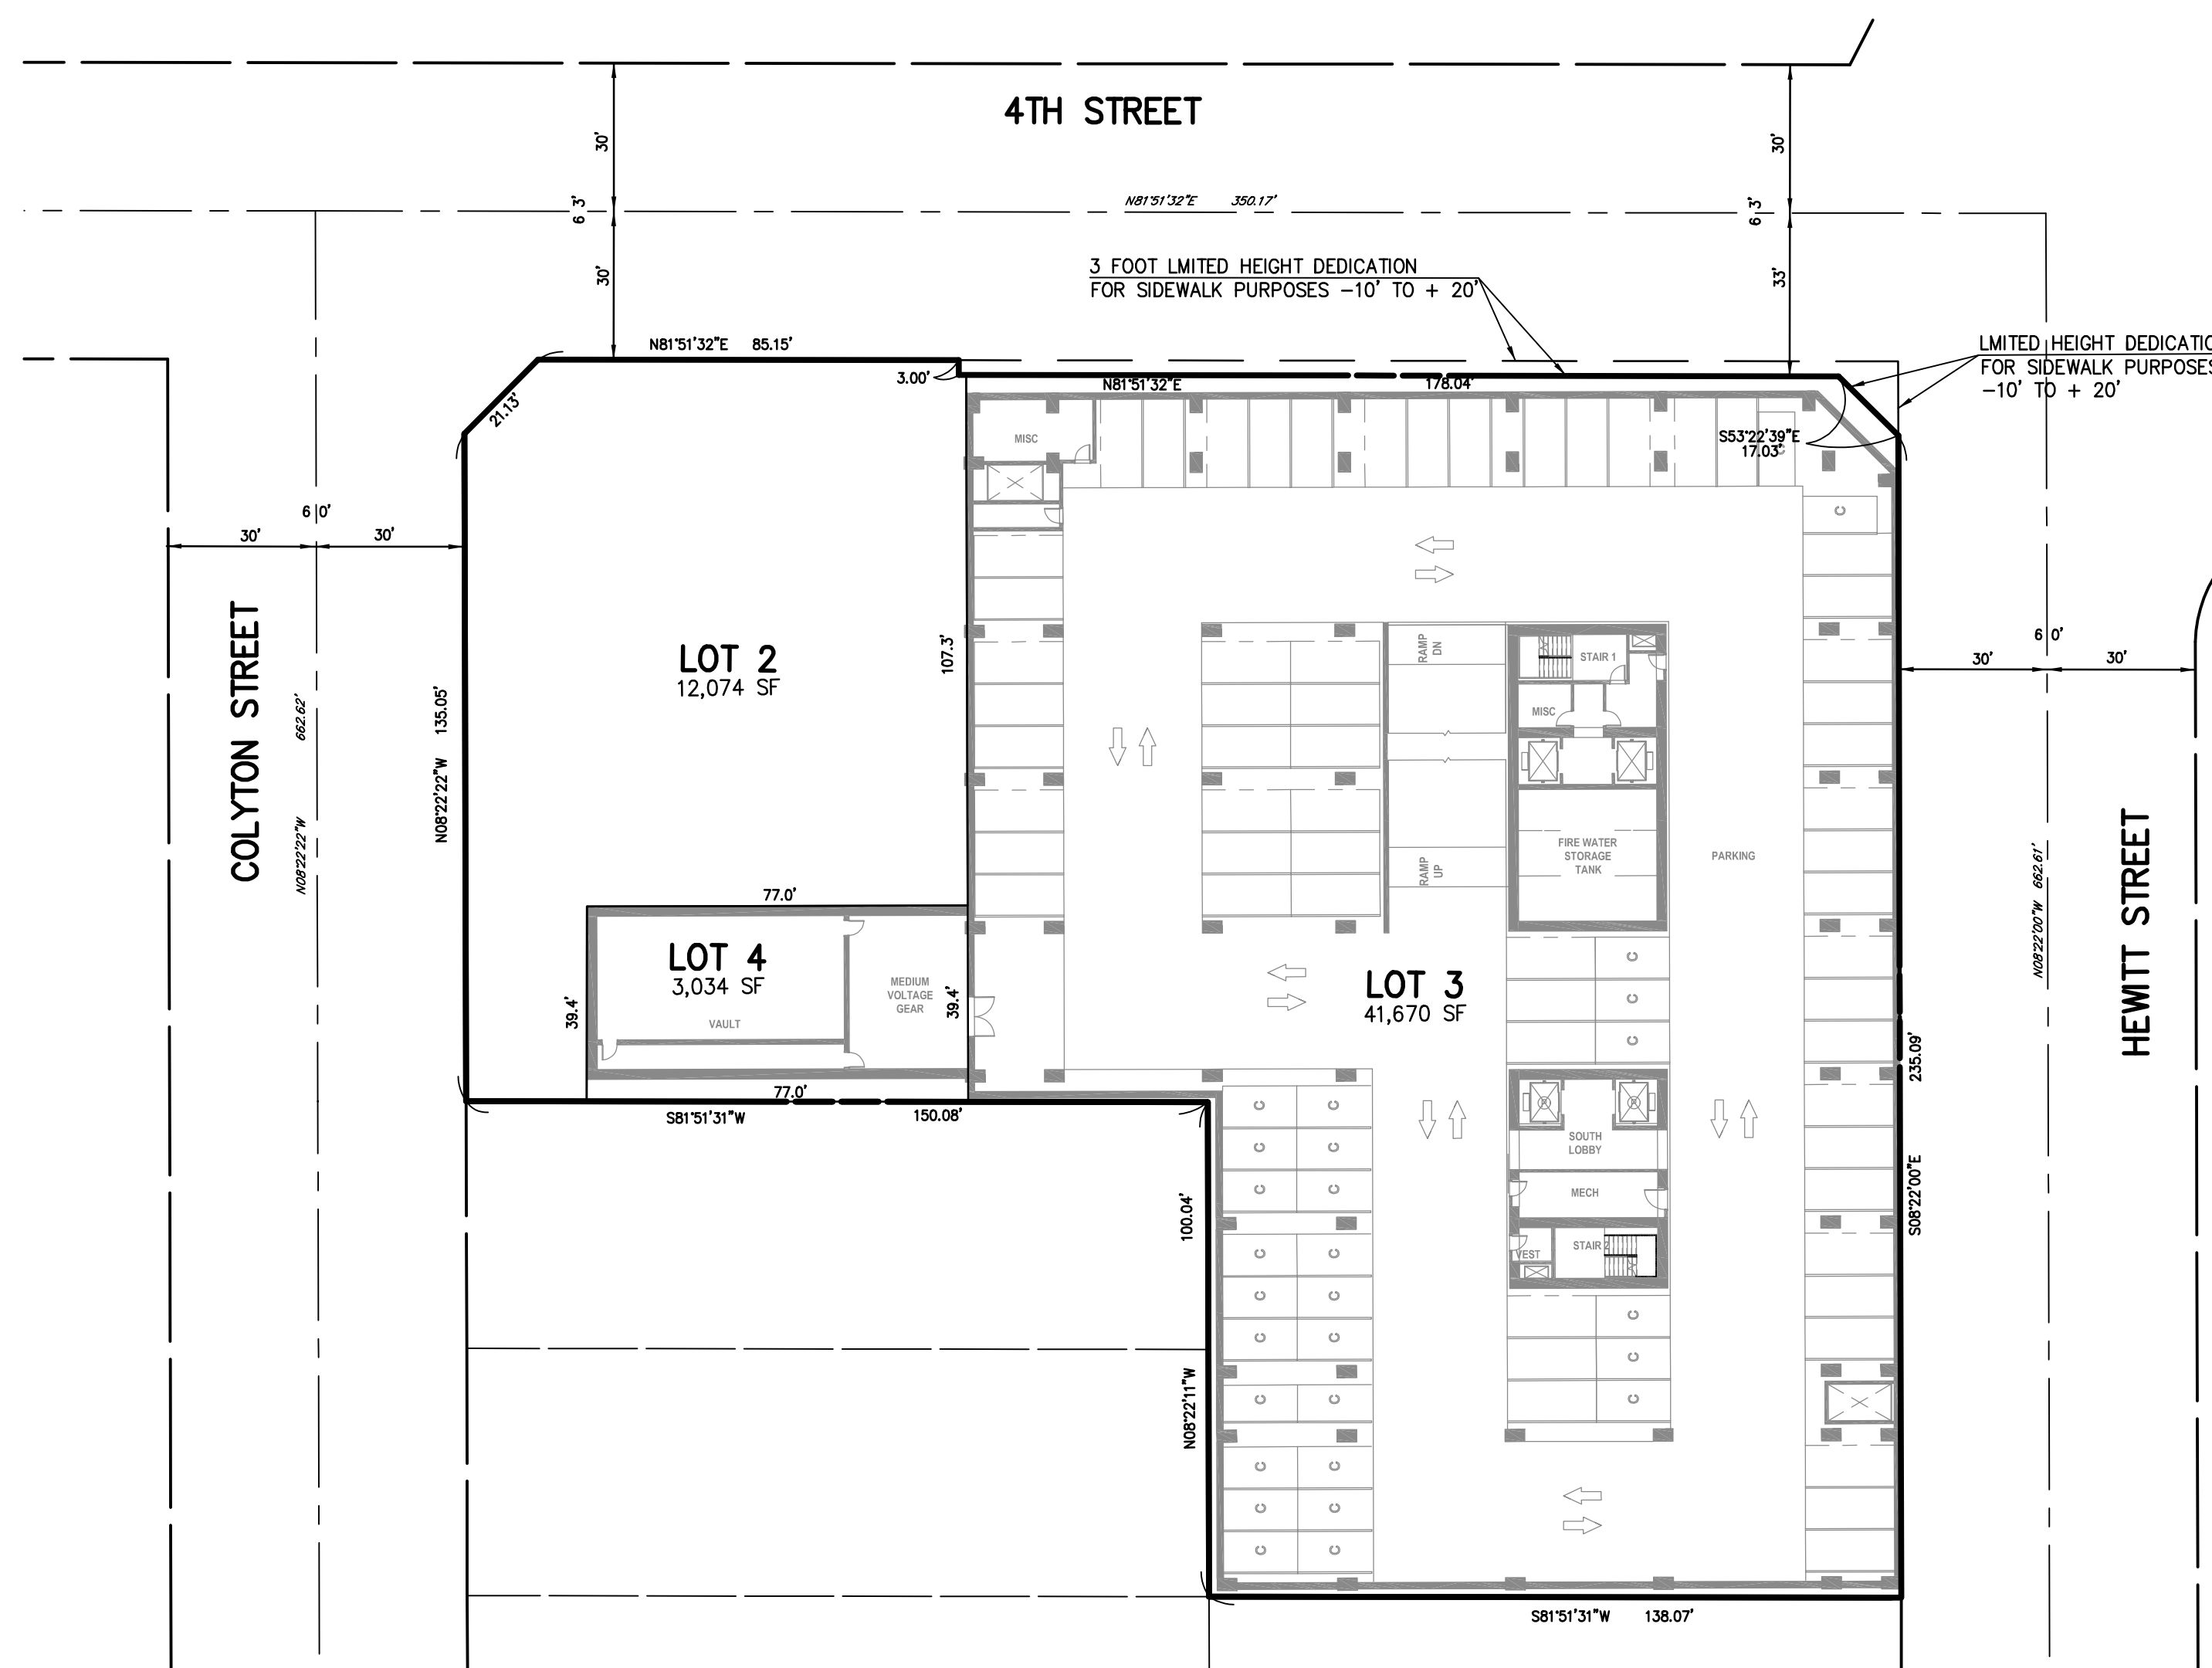 4TH STREET
30'
30'
N81°51'32"E 350.17'
6 3'
6 3'
3 FOOT LMITED HEIGHT DEDICATION
FOR SIDEWALK PURPOSES -10' TO + 20'
30'
33'
LMITED HEIGHT DEDICATIO
FOR SIDEWALK PURPOSES
-10' TO + 20'
N81°51'32"E 85.15'
3.00'
N81°51'32"E 178.04'
21.13'
S53°22'39"E
17.03'
MISC
C
C
6 0'
30'
30'
COLYTON STREET
N08°22'22"W 662.62'
N08°22'22"W 135.05'
LOT 2
12,074 SF
107.3'
RAMP
DN
STAIR 1
MISC
6 0'
30'
30'
FIRE WATER
STORAGE
TANK
PARKING
RAMP
UP
HEWITT STREET
N08°22'00"W 662.61'
77.0'
LOT 4
3,034 SF
VAULT
MEDIUM
VOLTAGE
GEAR
39.4'
39.4'
LOT 3
41,670 SF
C
C
C
235.09'
S08°22'00"E
77.0'
S81°51'31"W 150.08'
C C
C C
C C
SOUTH
LOBBY
MECH
STAIR 2
VEST
100.04'
N08°22'11"W
C C
C C
C C
C
C
C
C C
C C
C C
C C
S81°51'31"W 138.07'